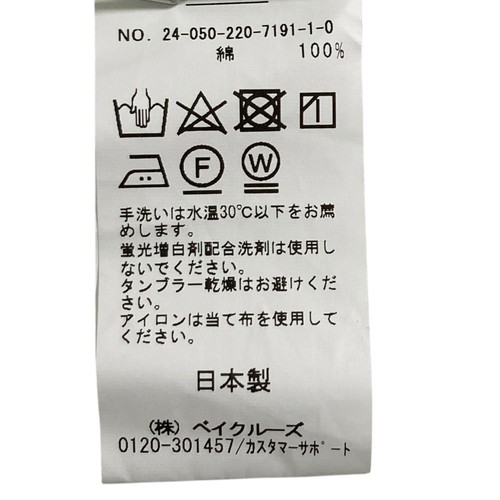 NO. 24-050-220-7191-1-0
綿 100%
F W
手洗いは水温30℃以下をお薦
めします。
蛍光増白剤配合洗剤は使用し
ないでください。
タンブラー乾燥はお避けくだ
さい。
アイロンは当て布を使用して
ください。
日本製
(株) ベイクルーズ
0120-301457/カスタマーサポート